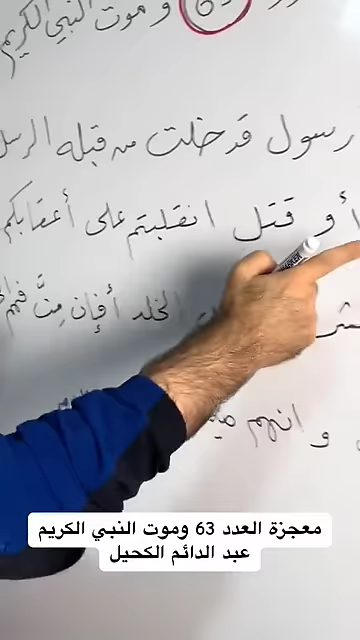 63 وموت النبي الكريم
رسول قد خلت من قبله الرسل
أو قتل انقلبتم على أعقابكم
الخلد أفإن مت فهم
و انهم
معجزة العدد 63 وموت النبي الكريم
عبد الدائم الكحيل